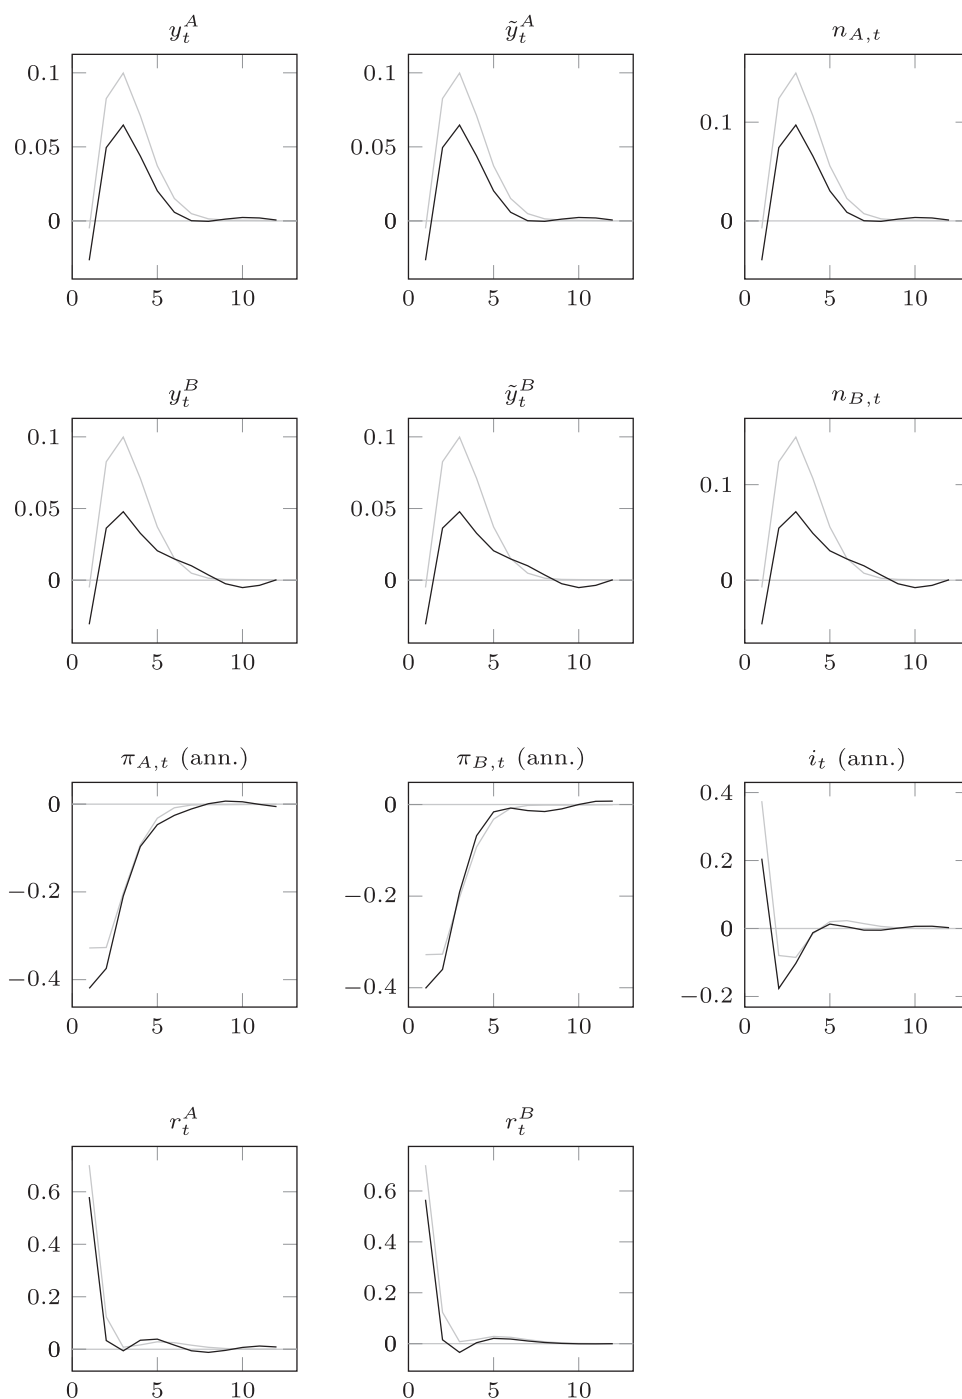 y_t^A ỹ_t^A n_{A,t}
0.1 0.1
0.1
0.05 0.05
0 0 0
0 5 10 0 5 10 0 5 10
y_t^B ỹ_t^B n_{B,t}
0.1 0.1
0.1
0.05 0.05
0 0 0
0 5 10 0 5 10 0 5 10
π_{A,t} (ann.) π_{B,t} (ann.) i_t (ann.)
0 0 0.4
0.2
−0.2 −0.2 0
−0.4 −0.4 −0.2
0 5 10 0 5 10 0 5 10
r_t^A r_t^B
0.6 0.6
0.4 0.4
0.2 0.2
0 0
0 5 10 0 5 10